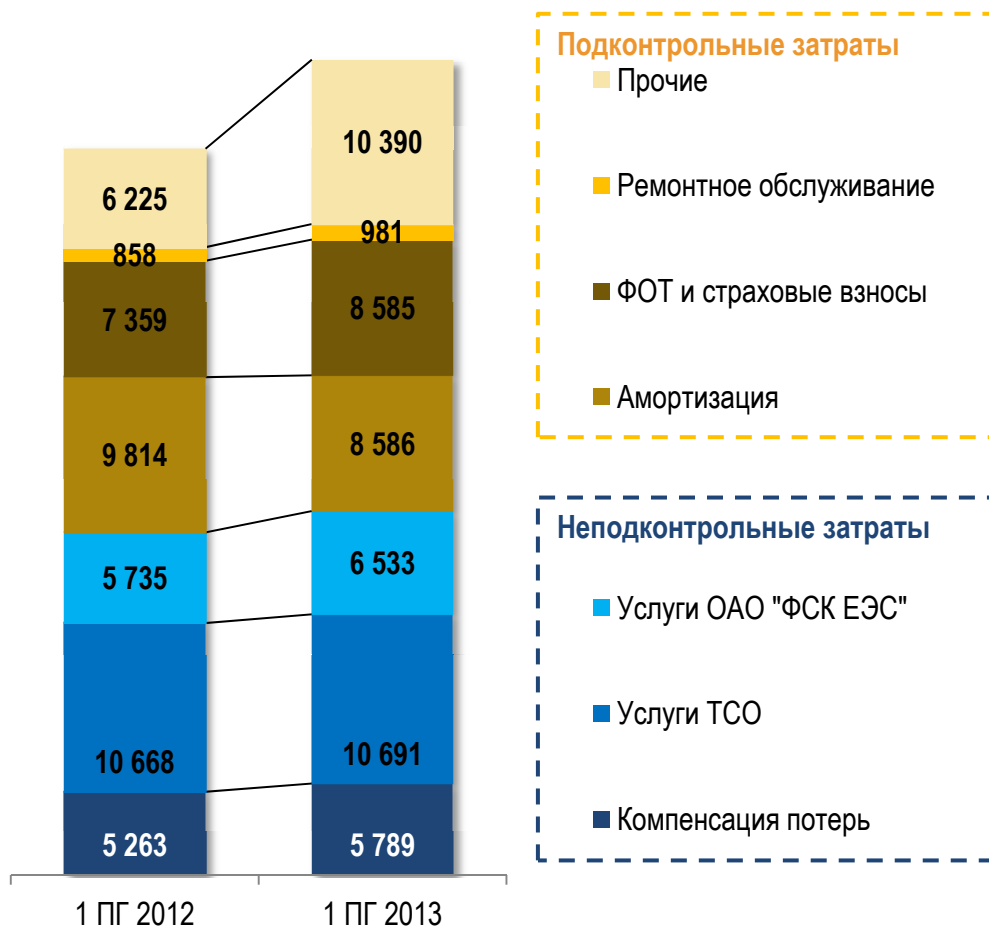 6 225
858
7 359
9 814
5 735
10 668
5 263
1 ПГ 2012
10 390
981
8 585
8 586
6 533
10 691
5 789
1 ПГ 2013
Подконтрольные затраты
Прочие
Ремонтное обслуживание
ФОТ и страховые взносы
Амортизация
Неподконтрольные затраты
Услуги ОАО "ФСК ЕЭС"
Услуги ТСО
Компенсация потерь